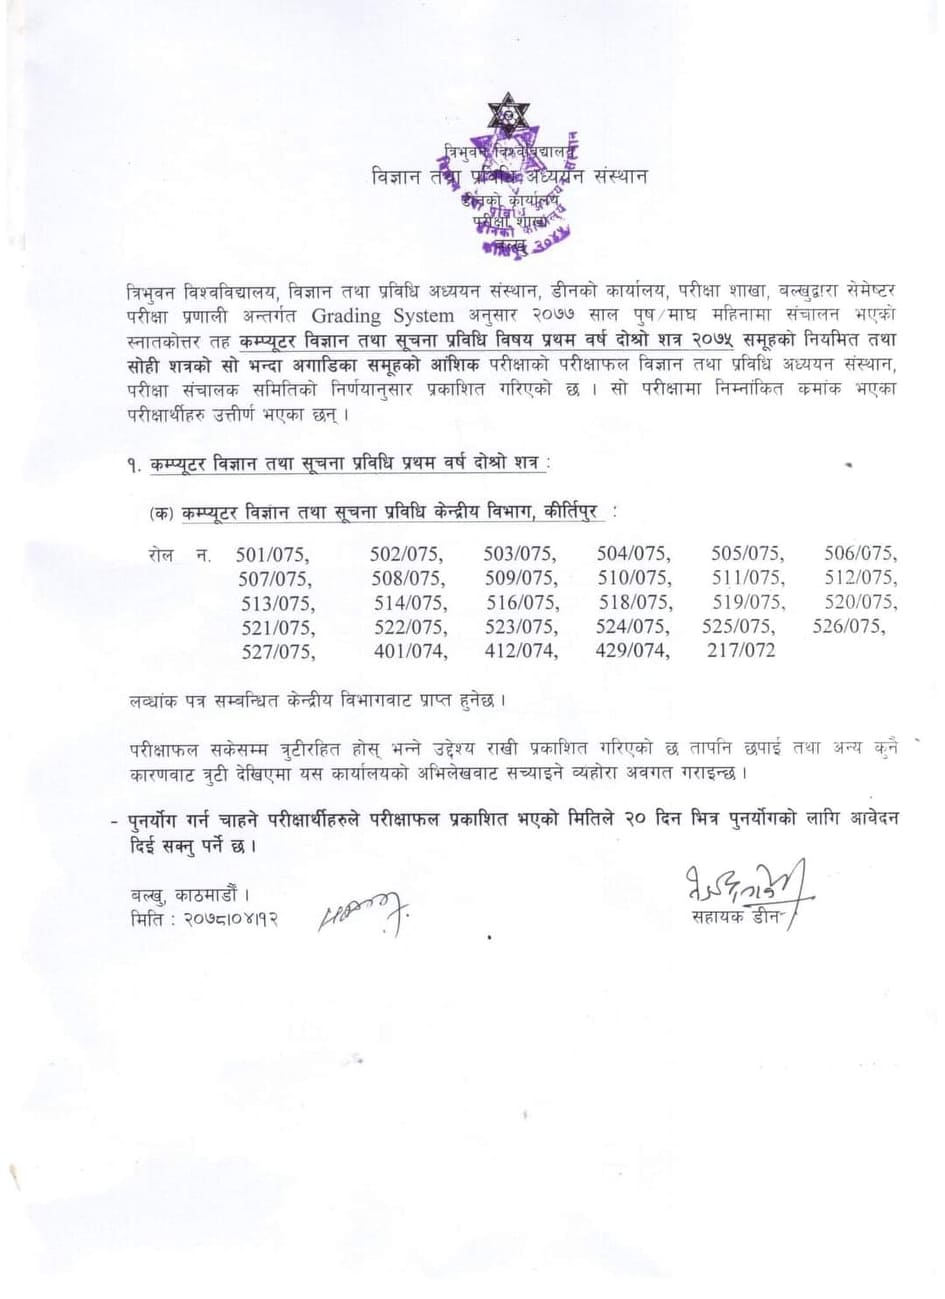 त्रिभुवन विश्वविद्यालय
विज्ञान तथा प्रविधि अध्ययन संस्थान
डीनको कार्यालय
परीक्षा शाखा
बल्खु
त्रिभुवन विश्वविद्यालय, विज्ञान तथा प्रविधि अध्ययन संस्थान, डीनको कार्यालय, परीक्षा शाखा, बल्खुद्वारा सेमेष्टर
परीक्षा प्रणाली अन्तर्गत Grading System अनुसार २०७७ साल पुष/माघ महिनामा संचालन भएको
स्नातकोत्तर तह कम्प्यूटर विज्ञान तथा सूचना प्रविधि विषय प्रथम वर्ष दोश्रो शत्र २०७५ समूहको नियमित तथा
सोही शत्रको सो भन्दा अगाडिका समूहको आंशिक परीक्षाको परीक्षाफल विज्ञान तथा प्रविधि अध्ययन संस्थान,
परीक्षा संचालक समितिको निर्णयानुसार प्रकाशित गरिएको छ । सो परीक्षामा निम्नांकित क्रमांक भएका
परीक्षार्थीहरु उत्तीर्ण भएका छन् ।
१. कम्प्यूटर विज्ञान तथा सूचना प्रविधि प्रथम वर्ष दोश्रो शत्र :
(क) कम्प्यूटर विज्ञान तथा सूचना प्रविधि केन्द्रीय विभाग, कीर्तिपुर :
रोल नं. 501/075, 502/075, 503/075, 504/075, 505/075, 506/075,
507/075, 508/075, 509/075, 510/075, 511/075, 512/075,
513/075, 514/075, 516/075, 518/075, 519/075, 520/075,
521/075, 522/075, 523/075, 524/075, 525/075, 526/075,
527/075, 401/074, 412/074, 429/074, 217/072
लब्धांक पत्र सम्बन्धित केन्द्रीय विभागवाट प्राप्त हुनेछ ।
परीक्षाफल सकेसम्म त्रुटीरहित होस् भन्ने उद्देश्य राखी प्रकाशित गरिएको छ तापनि छपाई तथा अन्य कुनै
कारणवाट त्रुटी देखिएमा यस कार्यालयको अभिलेखवाट सच्याइने व्यहोरा अवगत गराइन्छ ।
- पुनर्योग गर्न चाहने परीक्षार्थीहरुले परीक्षाफल प्रकाशित भएको मितिले २० दिन भित्र पुनर्योगको लागि आवेदन
दिई सक्नु पर्ने छ ।
बल्खु, काठमाडौँ ।
मिति : २०७८।०४।१२
सहायक डीन